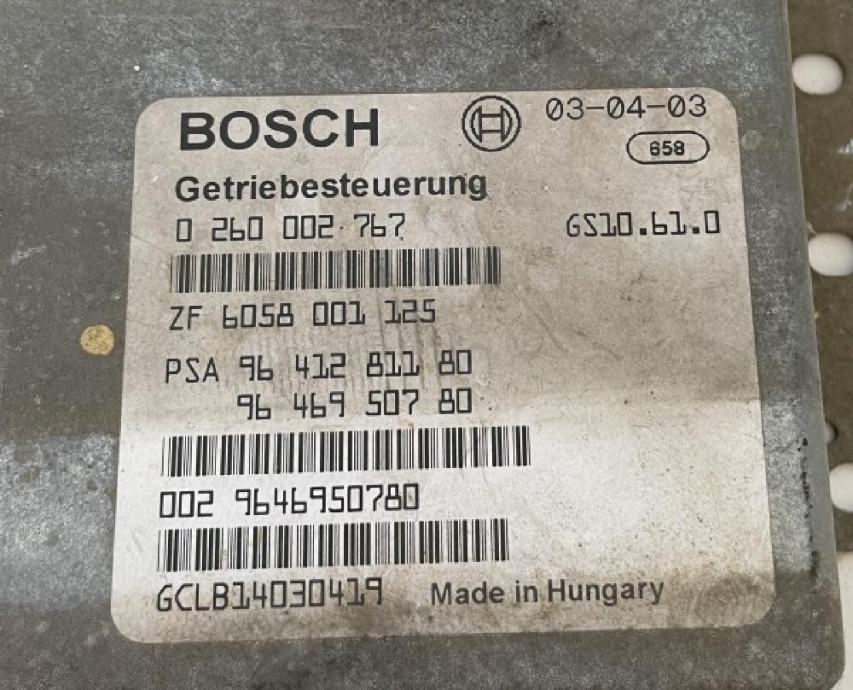 BOSCH 03-04-03
658
Getriebesteuerung
0 260 002 767 GS10.61.0
ZF 6058 001 125
PSA 96 412 811 80
96 469 507 80
002 9646950780
GCLB14030419 Made in Hungary